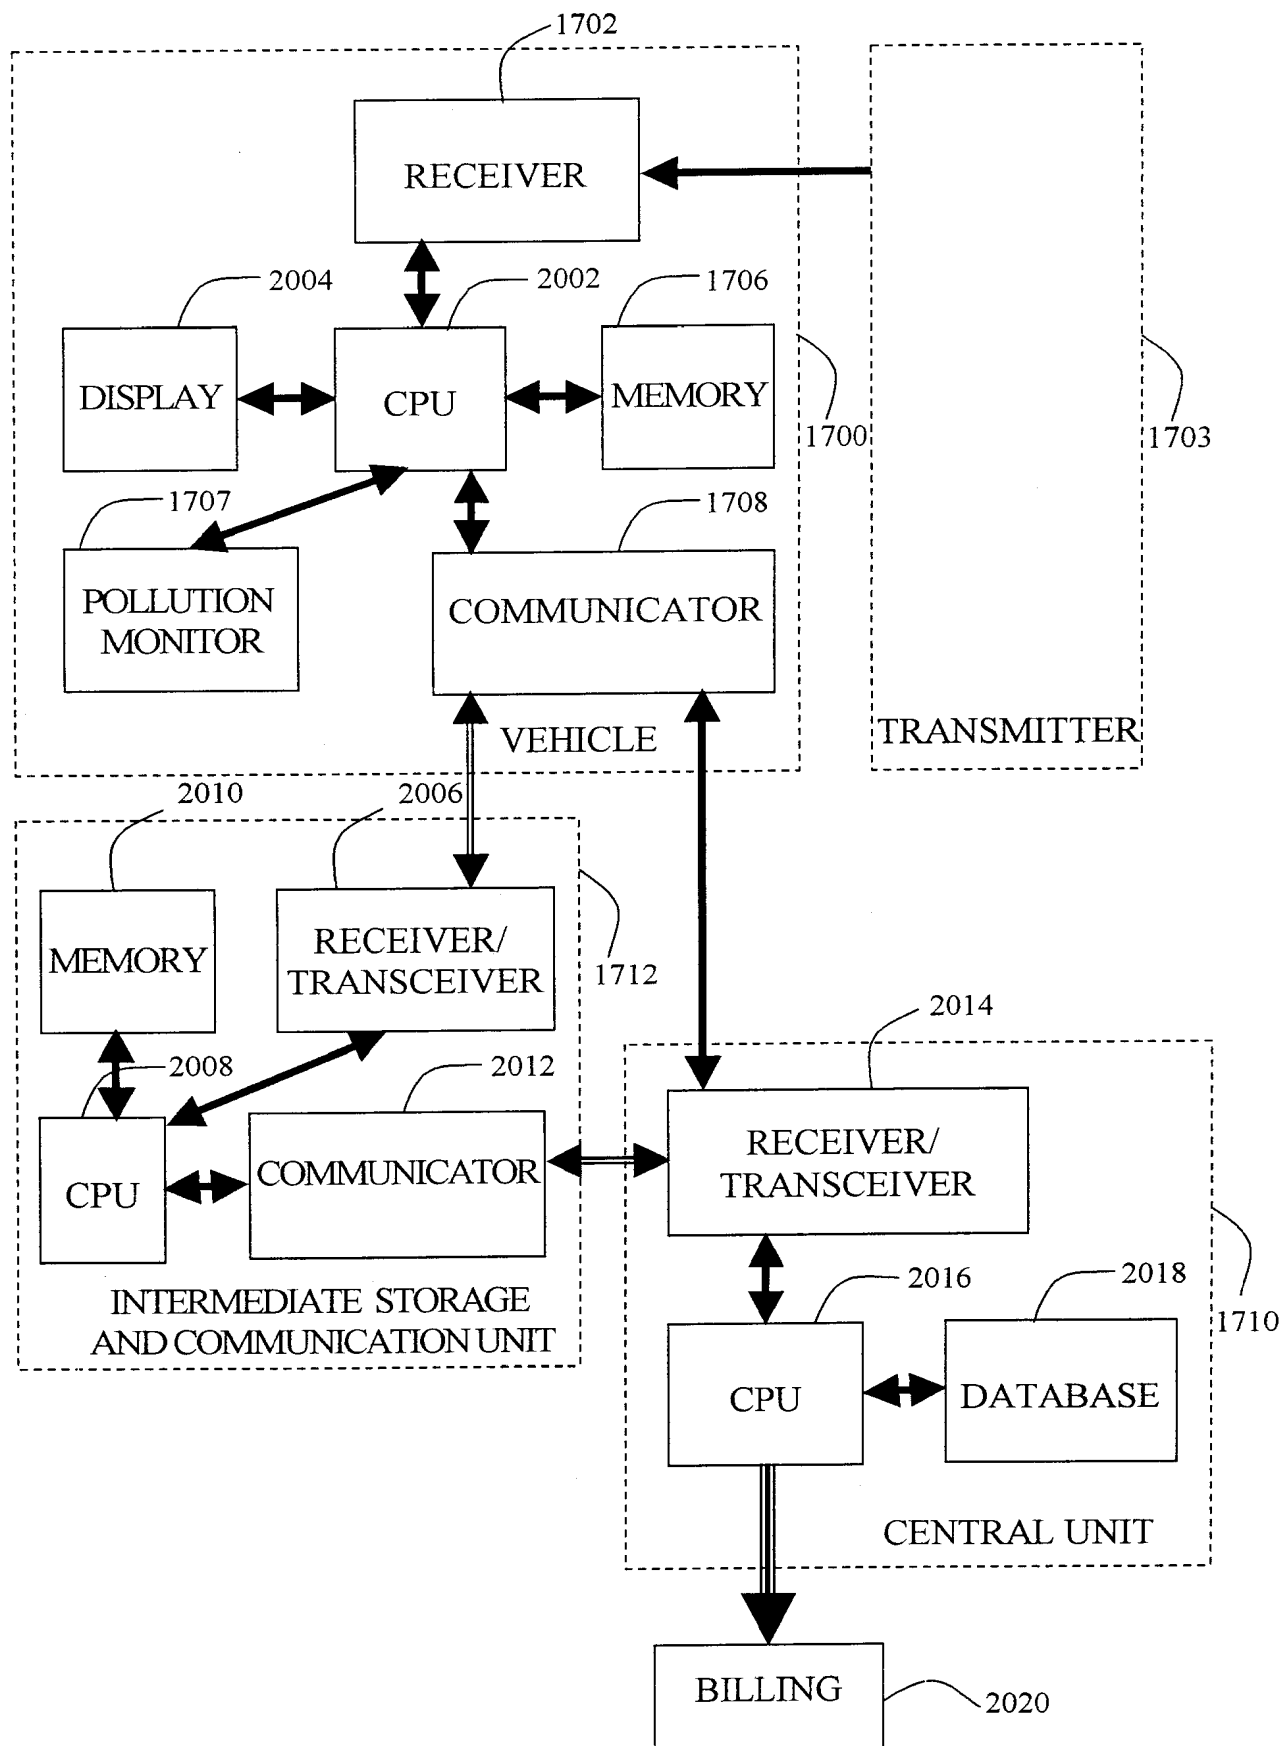 1702
RECEIVER
2004
2002
1706
DISPLAY
CPU
MEMORY
1700
1703
1707
1708
POLLUTION
MONITOR
COMMUNICATOR
VEHICLE
TRANSMITTER
2010
2006
MEMORY
RECEIVER/
TRANSCEIVER
1712
2008
2012
CPU
COMMUNICATOR
INTERMEDIATE STORAGE
AND COMMUNICATION UNIT
2014
RECEIVER/
TRANSCEIVER
2016
2018
1710
CPU
DATABASE
CENTRAL UNIT
BILLING
2020